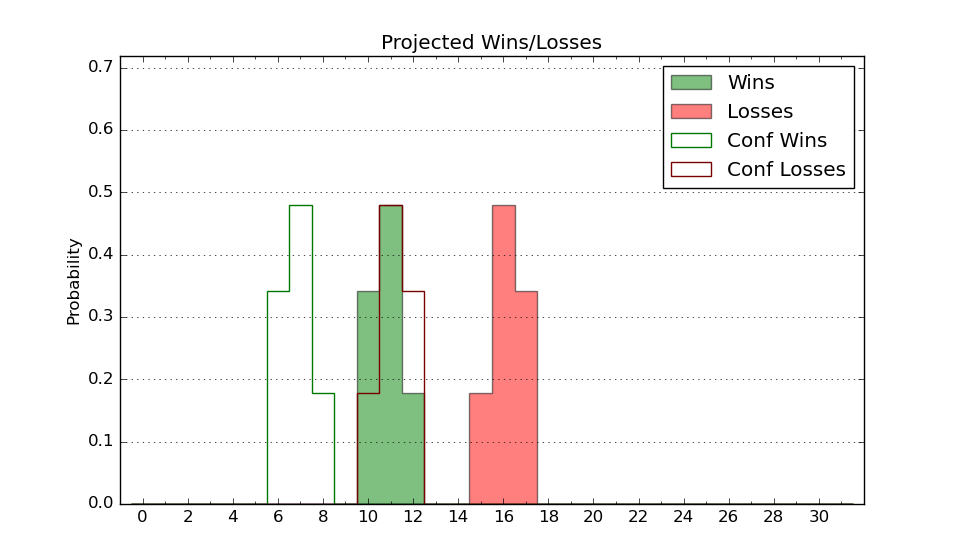 Projected Wins/Losses
0.7
0.6
0.5
0.4
0.3
0.2
0.1
0.0
Probability
Wins
Losses
Conf Wins
Conf Losses
0 2 4 6 8 10 12 14 16 18 20 22 24 26 28 30